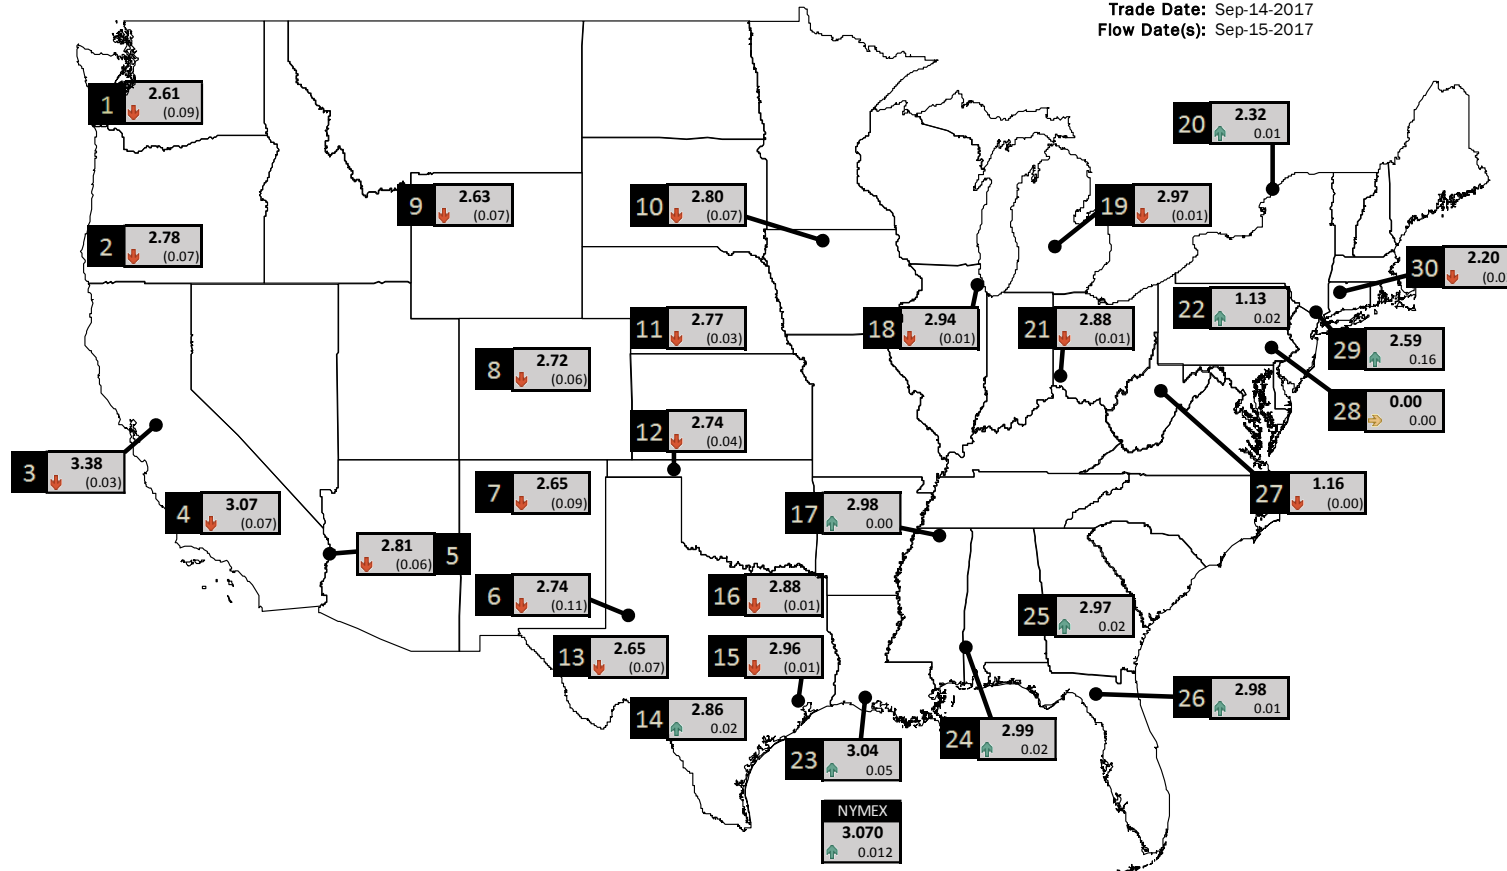 Trade Date: Sep-14-2017
Flow Date(s): Sep-15-2017
1 2.61 (0.09)
20 2.32 0.01
9 2.63 (0.07)
10 2.80 (0.07)
19 2.97 (0.01)
2 2.78 (0.07)
30 2.20 (0.0
22 1.13 0.02
11 2.77 (0.03)
18 2.94 (0.01)
21 2.88 (0.01)
29 2.59 0.16
8 2.72 (0.06)
28 0.00 0.00
12 2.74 (0.04)
3 3.38 (0.03)
7 2.65 (0.09)
27 1.16 (0.00)
4 3.07 (0.07)
17 2.98 0.00
2.81 (0.06) 5
6 2.74 (0.11)
16 2.88 (0.01)
25 2.97 0.02
13 2.65 (0.07)
15 2.96 (0.01)
26 2.98 0.01
14 2.86 0.02
24 2.99 0.02
23 3.04 0.05
NYMEX
3.070
0.012